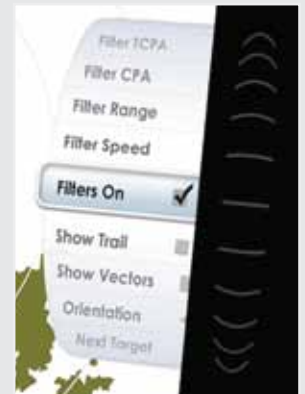 Filter TCPA
Filter CPA
Filter Range
Filter Speed
Filters On
Show Trail
Show Vectors
Orientation
Next Target